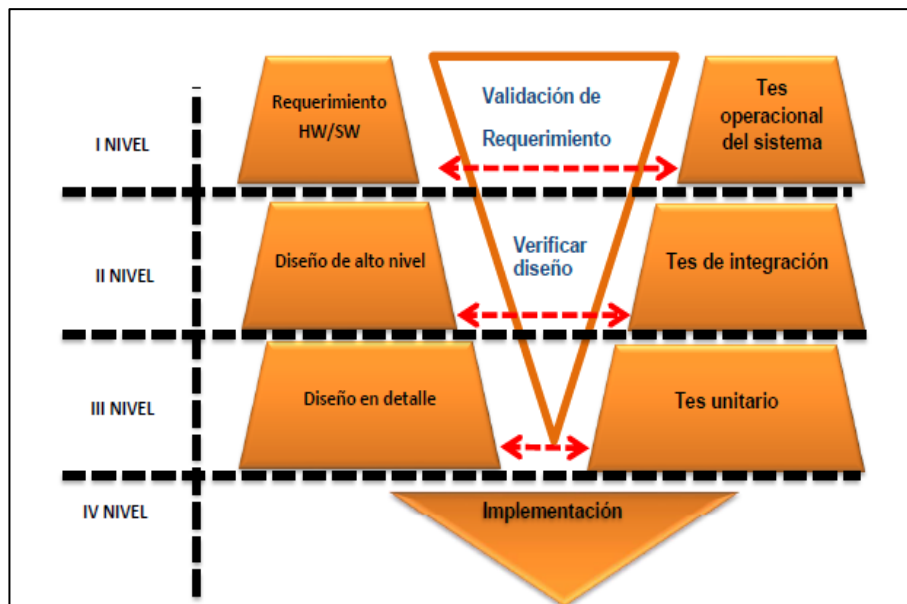 I NIVEL
Requerimiento
HW/SW
Validación de
Requerimiento
Tes
operacional
del sistema
II NIVEL
Diseño de alto nivel
Verificar
diseño
Tes de integración
III NIVEL
Diseño en detalle
Tes unitario
IV NIVEL
Implementación